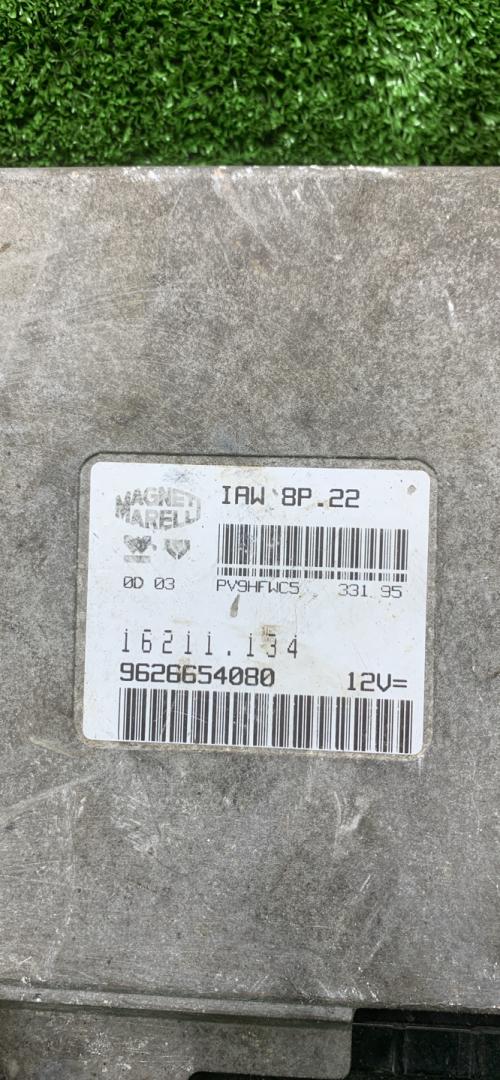 MAGNETI MARELLI
IAW 8P.22
0D 03 PV9HFWC5 331 95
16211.134
9626654080 12V=